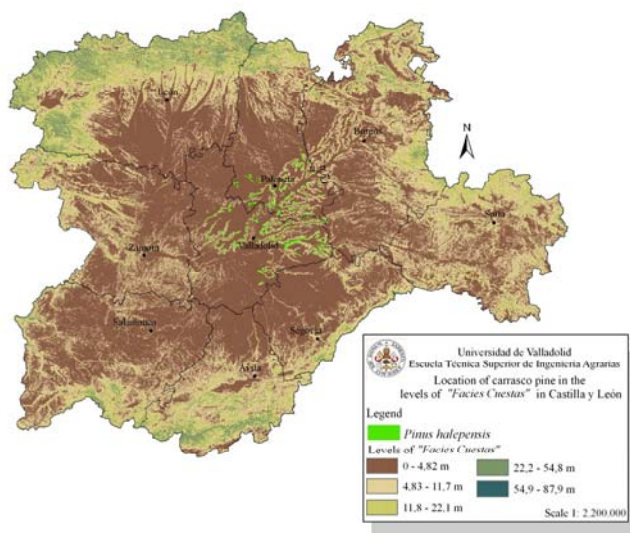 León
Burgos
N
Palencia
Soria
Valladolid
Zamora
Salamanca
Segovia
Ávila
Universidad de Valladolid
Escuela Técnica Superior de Ingeniería Agrarias
Location of carrasco pine in the
levels of "Facies Cuestas" in Castilla y León
Legend
Pinus halepensis
Levels of "Facies Cuestas"
0 - 4,82 m
22,2 - 54,8 m
4,83 - 11,7 m
54,9 - 87,9 m
11,8 - 22,1 m
Scale 1: 2.200.000